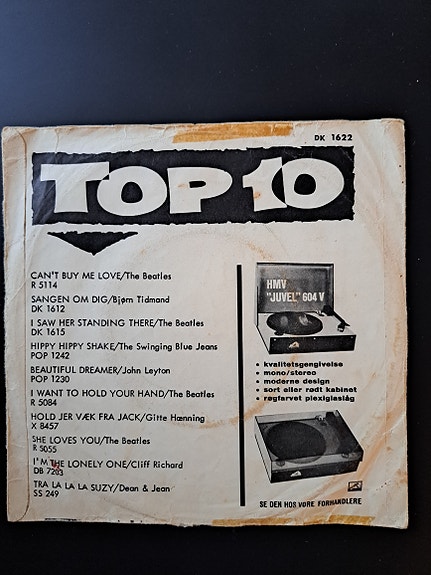 DK 1622
TOP 10
CAN'T BUY ME LOVE/The Beatles
R 5114
SANGEN OM DIG/Bjørn Tidmand
DK 1612
I SAW HER STANDING THERE/The Beatles
DK 1615
HIPPY HIPPY SHAKE/The Swinging Blue Jeans
POP 1242
BEAUTIFUL DREAMER/John Leyton
POP 1230
I WANT TO HOLD YOUR HAND/The Beatles
R 5084
HOLD JER VÆK FRA JACK/Gitte Hænning
X 8457
SHE LOVES YOU/The Beatles
R 5055
I'M THE LONELY ONE/Cliff Richard
DB 7203
TRA LA LA LA SUZY/Dean & Jean
SS 249
HMV
"JUVEL" 604 V
• kvalitetsgengivelse
• mono/stereo
• moderne design
• sort eller rødt kabinet
• røgfarvet plexiglaslåg
SE DEN HOS VORE FORHANDLERE